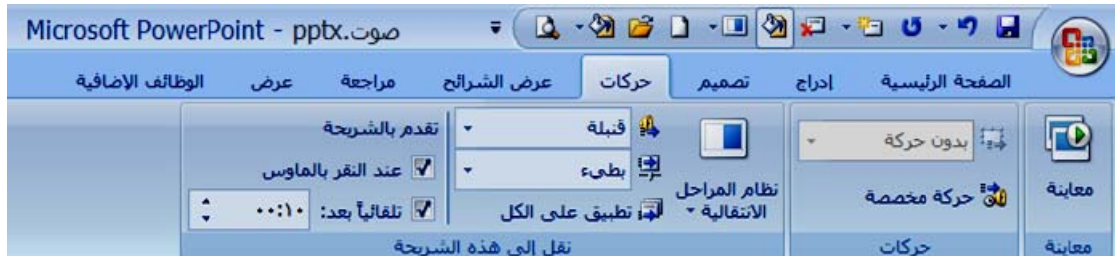 صوت.pptx - Microsoft PowerPoint
الصفحة الرئيسية إدراج تصميم حركات عرض الشرائح مراجعة عرض الوظائف الإضافية
معاينة
بدون حركة
حركة مخصصة
نظام المراحل الانتقالية
قنبلة
بطيء
تطبيق على الكل
تقدم بالشريحة
عند النقر بالماوس
تلقائياً بعد: ٠٠:١٠
معاينة حركات نقل إلى هذه الشريحة